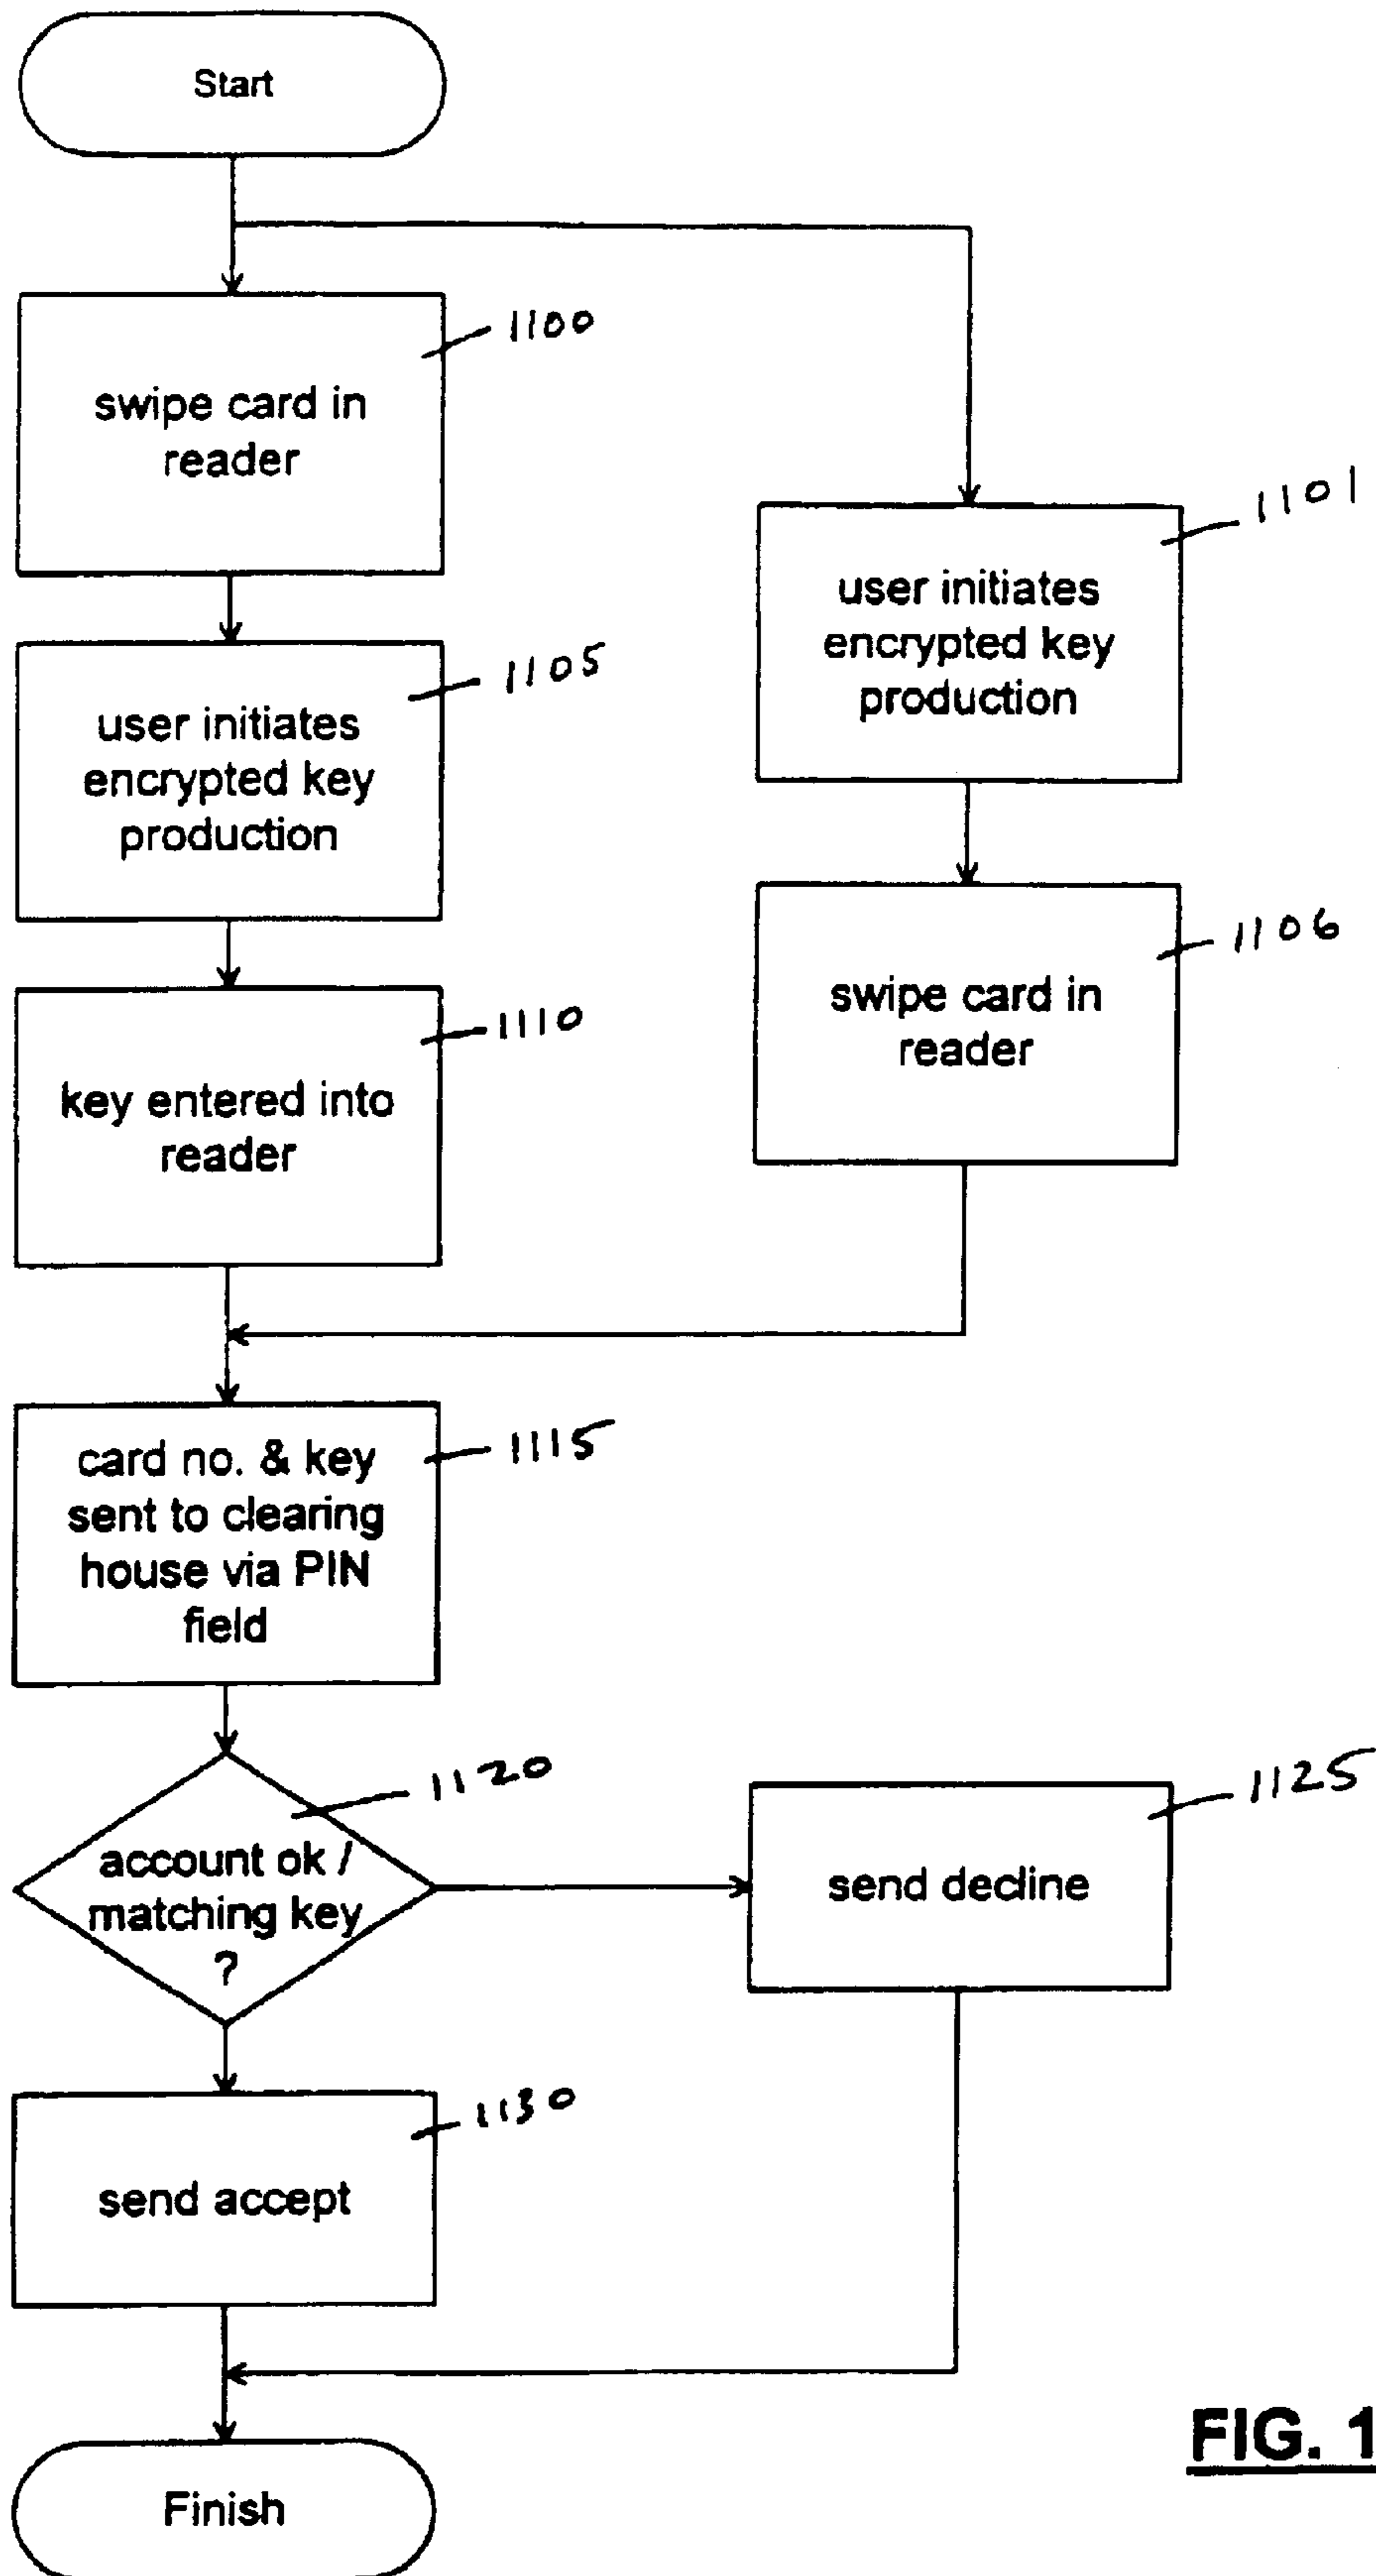 Start
1100
swipe card in
reader
1101
user initiates
encrypted key
production
1105
user initiates
encrypted key
production
1106
swipe card in
reader
1110
key entered into
reader
1115
card no. & key
sent to clearing
house via PIN
field
1120
account ok /
matching key
?
1125
send decline
1130
send accept
Finish
FIG. 1